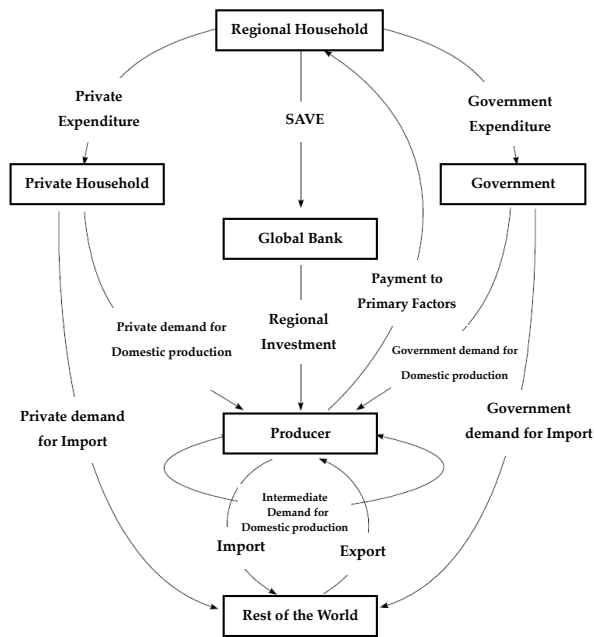 Regional Household
Private
Expenditure
SAVE
Government
Expenditure
Private Household
Government
Global Bank
Payment to
Primary Factors
Regional
Investment
Private demand for
Domestic production
Government demand for
Domestic production
Private demand
for Import
Government
demand for Import
Producer
Intermediate
Demand for
Domestic production
Import
Export
Rest of the World